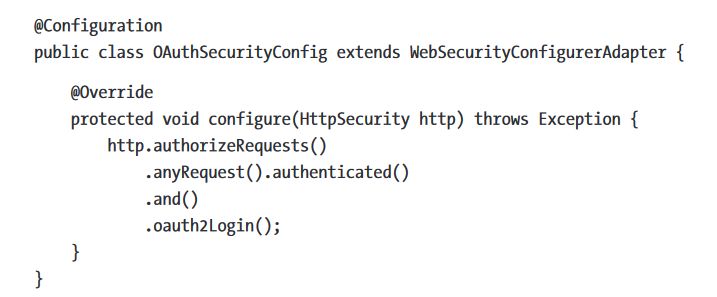 @Configuration
public class OAuthSecurityConfig extends WebSecurityConfigurerAdapter {
@Override
protected void configure(HttpSecurity http) throws Exception {
http.authorizeRequests()
.anyRequest().authenticated()
.and()
.oauth2Login();
}
}